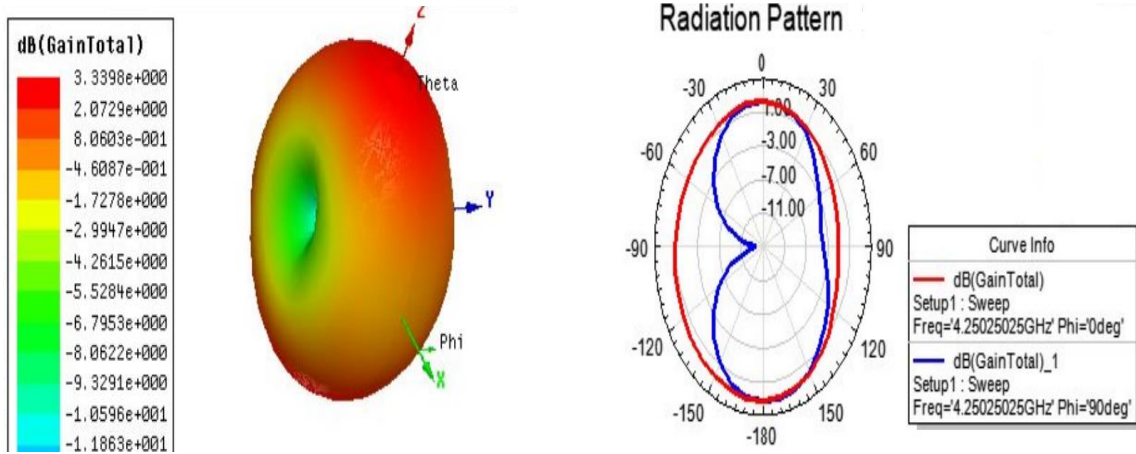 dB(GainTotal)
3.3398e+000
2.0729e+000
8.0603e-001
-4.6087e-001
-1.7278e+000
-2.9947e+000
-4.2615e+000
-5.5284e+000
-6.7953e+000
-8.0622e+000
-9.3291e+000
-1.0596e+001
-1.1863e+001
Z
Theta
Y
Phi
X
Radiation Pattern
0
-30
30
1.00
-60
-3.00
60
-7.00
-11.00
-90
90
-120
120
-150
150
-180
Curve Info
dB(GainTotal)
Setup1 : Sweep
Freq='4.25025025GHz' Phi='0deg'
dB(GainTotal)_1
Setup1 : Sweep
Freq='4.25025025GHz' Phi='90deg'